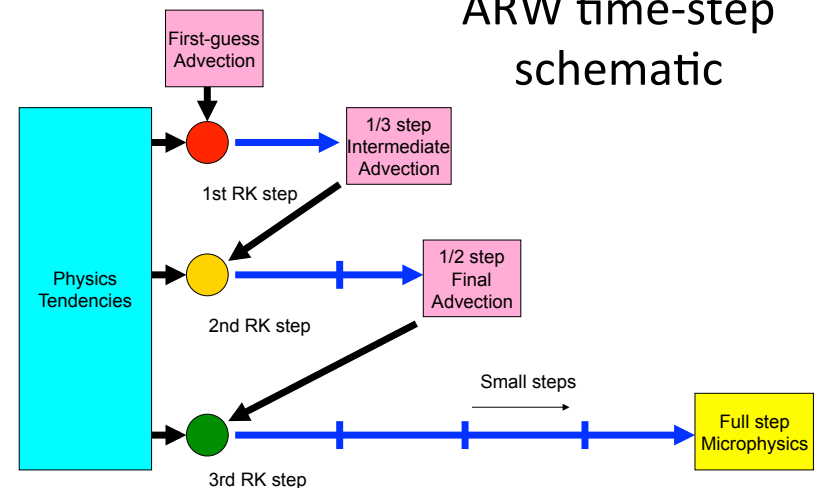 ARW time-step
schematic
First-guess
Advection
1/3 step
Intermediate
Advection
1st RK step
Physics
Tendencies
1/2 step
Final
Advection
2nd RK step
Small steps
Full step
Microphysics
3rd RK step